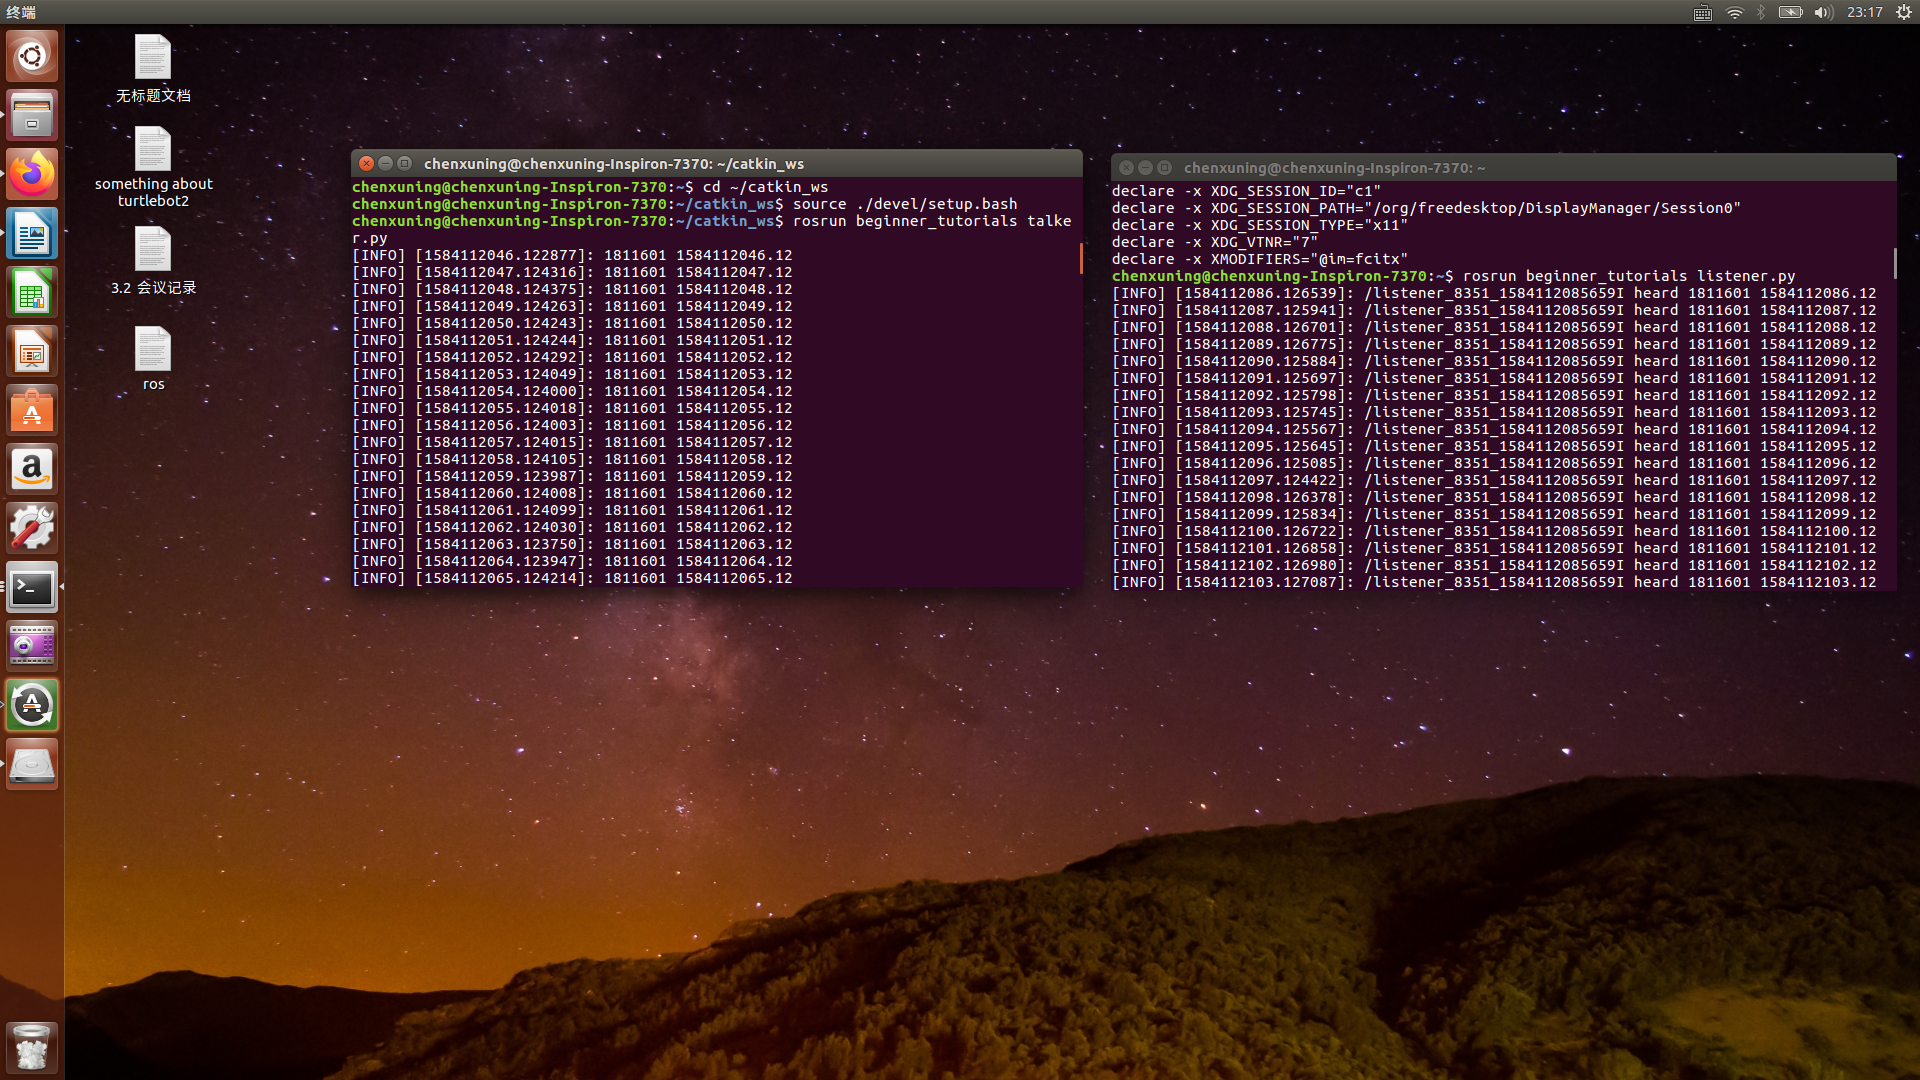 终端
23:17
无标题文档
something about
turtlebot2
3.2 会议记录
ros
chenxuning@chenxuning-Inspiron-7370: ~/catkin_ws
chenxuning@chenxuning-Inspiron-7370:~$ cd ~/catkin_ws
chenxuning@chenxuning-Inspiron-7370:~/catkin_ws$ source ./devel/setup.bash
chenxuning@chenxuning-Inspiron-7370:~/catkin_ws$ rosrun beginner_tutorials talke
r.py
[INFO] [1584112046.122877]: 1811601 1584112046.12
[INFO] [1584112047.124316]: 1811601 1584112047.12
[INFO] [1584112048.124375]: 1811601 1584112048.12
[INFO] [1584112049.124263]: 1811601 1584112049.12
[INFO] [1584112050.124243]: 1811601 1584112050.12
[INFO] [1584112051.124244]: 1811601 1584112051.12
[INFO] [1584112052.124292]: 1811601 1584112052.12
[INFO] [1584112053.124049]: 1811601 1584112053.12
[INFO] [1584112054.124000]: 1811601 1584112054.12
[INFO] [1584112055.124018]: 1811601 1584112055.12
[INFO] [1584112056.124003]: 1811601 1584112056.12
[INFO] [1584112057.124015]: 1811601 1584112057.12
[INFO] [1584112058.124105]: 1811601 1584112058.12
[INFO] [1584112059.123987]: 1811601 1584112059.12
[INFO] [1584112060.124008]: 1811601 1584112060.12
[INFO] [1584112061.124099]: 1811601 1584112061.12
[INFO] [1584112062.124030]: 1811601 1584112062.12
[INFO] [1584112063.123750]: 1811601 1584112063.12
[INFO] [1584112064.123947]: 1811601 1584112064.12
[INFO] [1584112065.124214]: 1811601 1584112065.12
chenxuning@chenxuning-Inspiron-7370: ~
declare -x XDG_SESSION_ID="c1"
declare -x XDG_SESSION_PATH="/org/freedesktop/DisplayManager/Session0"
declare -x XDG_SESSION_TYPE="x11"
declare -x XDG_VTNR="7"
declare -x XMODIFIERS="@im=fcitx"
chenxuning@chenxuning-Inspiron-7370:~$ rosrun beginner_tutorials listener.py
[INFO] [1584112086.126539]: /listener_8351_1584112085659I heard 1811601 1584112086.12
[INFO] [1584112087.125941]: /listener_8351_1584112085659I heard 1811601 1584112087.12
[INFO] [1584112088.126701]: /listener_8351_1584112085659I heard 1811601 1584112088.12
[INFO] [1584112089.126775]: /listener_8351_1584112085659I heard 1811601 1584112089.12
[INFO] [1584112090.125884]: /listener_8351_1584112085659I heard 1811601 1584112090.12
[INFO] [1584112091.125697]: /listener_8351_1584112085659I heard 1811601 1584112091.12
[INFO] [1584112092.125798]: /listener_8351_1584112085659I heard 1811601 1584112092.12
[INFO] [1584112093.125745]: /listener_8351_1584112085659I heard 1811601 1584112093.12
[INFO] [1584112094.125567]: /listener_8351_1584112085659I heard 1811601 1584112094.12
[INFO] [1584112095.125645]: /listener_8351_1584112085659I heard 1811601 1584112095.12
[INFO] [1584112096.125085]: /listener_8351_1584112085659I heard 1811601 1584112096.12
[INFO] [1584112097.124422]: /listener_8351_1584112085659I heard 1811601 1584112097.12
[INFO] [1584112098.126378]: /listener_8351_1584112085659I heard 1811601 1584112098.12
[INFO] [1584112099.125834]: /listener_8351_1584112085659I heard 1811601 1584112099.12
[INFO] [1584112100.126722]: /listener_8351_1584112085659I heard 1811601 1584112100.12
[INFO] [1584112101.126858]: /listener_8351_1584112085659I heard 1811601 1584112101.12
[INFO] [1584112102.126980]: /listener_8351_1584112085659I heard 1811601 1584112102.12
[INFO] [1584112103.127087]: /listener_8351_1584112085659I heard 1811601 1584112103.12